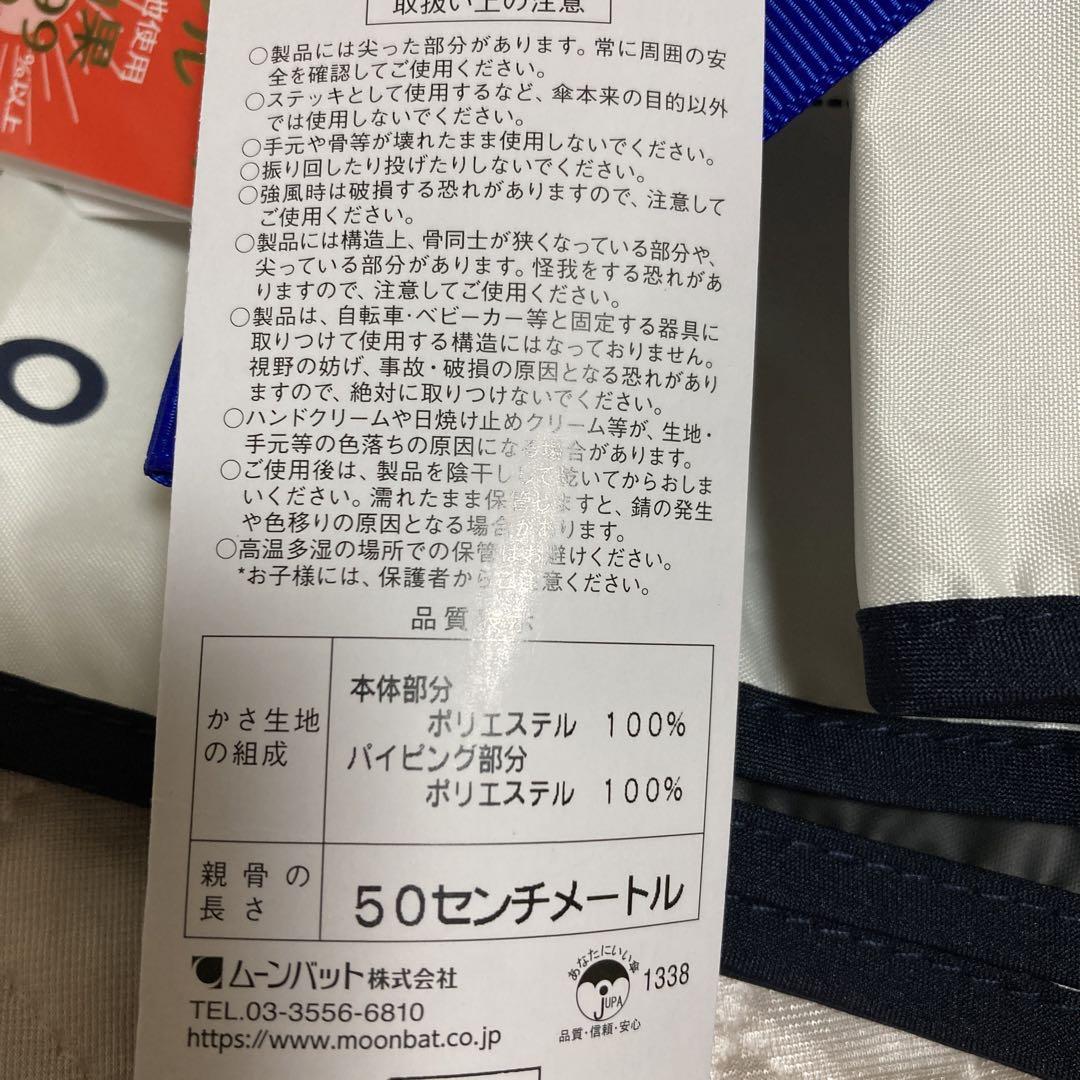 取扱い上の注意
○製品には尖った部分があります。常に周囲の安
全を確認してご使用ください。
○ステッキとして使用するなど、傘本来の目的以外
では使用しないでください。
○手元や骨等が壊れたまま使用しないでください。
○振り回したり投げたりしないでください。
○強風時は破損する恐れがありますので、注意して
ご使用ください。
○製品には構造上、骨同士が狭くなっている部分や、
尖っている部分があります。怪我をする恐れがあ
りますので、注意してご使用ください。
○製品は、自転車・ベビーカー等と固定する器具に
取りつけて使用する構造にはなっておりません。
視野の妨げ、事故・破損の原因となる恐れがあり
ますので、絶対に取りつけないでください。
○ハンドクリームや日焼け止めクリーム等が、生地・
手元等の色落ちの原因になる場合があります。
○ご使用後は、製品を陰干しして乾いてからおしま
いください。濡れたまま保管しますと、錆の発生
や色移りの原因となる場合があります。
○高温多湿の場所での保管はお避けください。
*お子様には、保護者からご注意ください。
品質表示
かさ生地
の組成
本体部分
ポリエステル 100%
パイピング部分
ポリエステル 100%
親骨の
長さ
50センチメートル
ムーンバット株式会社
TEL.03-3556-6810
https://www.moonbat.co.jp
あなたにいい傘
JUPA
品質・信頼・安心
1338
使用
果
99
%以上
ル